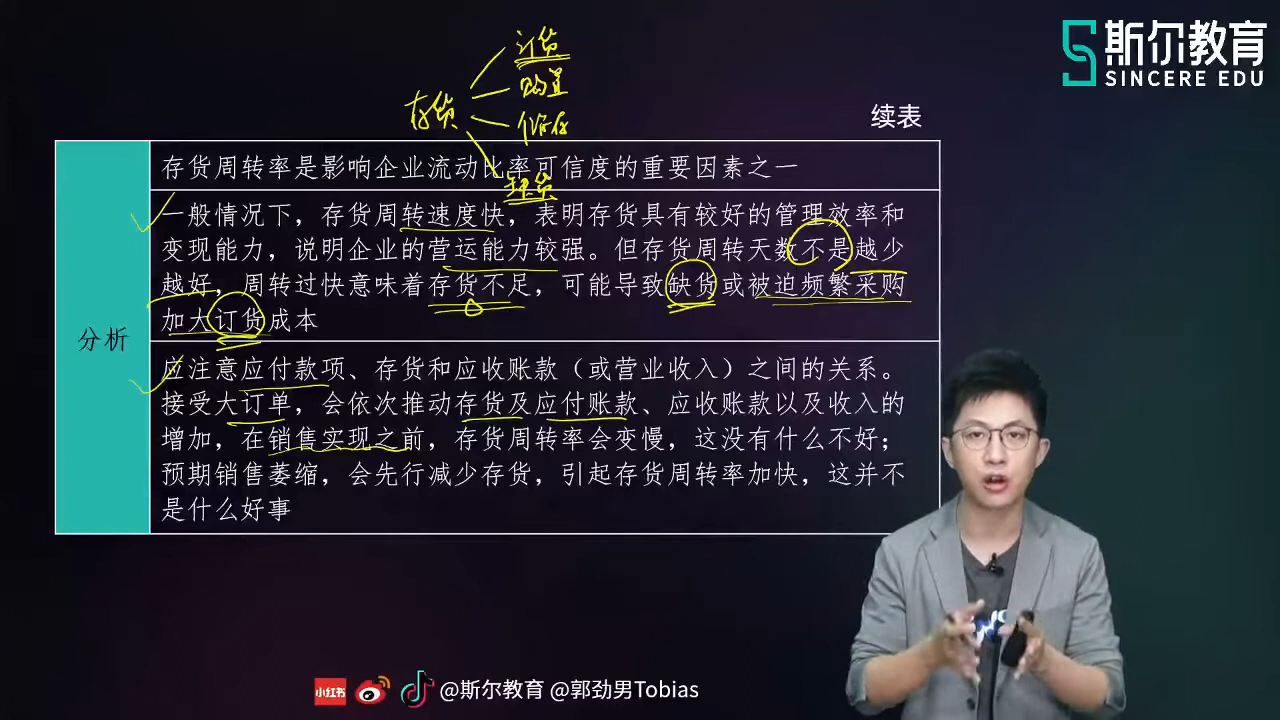 斯尔教育
SINCERE EDU
订货
购置
存货
储存
缺货
续表
存货周转率是影响企业流动比率可信度的重要因素之一
一般情况下，存货周转速度快，表明存货具有较好的管理效率和
变现能力，说明企业的营运能力较强。但存货周转天数不是越少
越好，周转过快意味着存货不足，可能导致缺货或被迫频繁采购
加大订货成本
分析
应注意应付款项、存货和应收账款（或营业收入）之间的关系。
接受大订单，会依次推动存货及应付账款、应收账款以及收入的
增加，在销售实现之前，存货周转率会变慢，这没有什么不好；
预期销售萎缩，会先行减少存货，引起存货周转率加快，这并不
是什么好事
小红书
@斯尔教育 @郭劲男Tobias